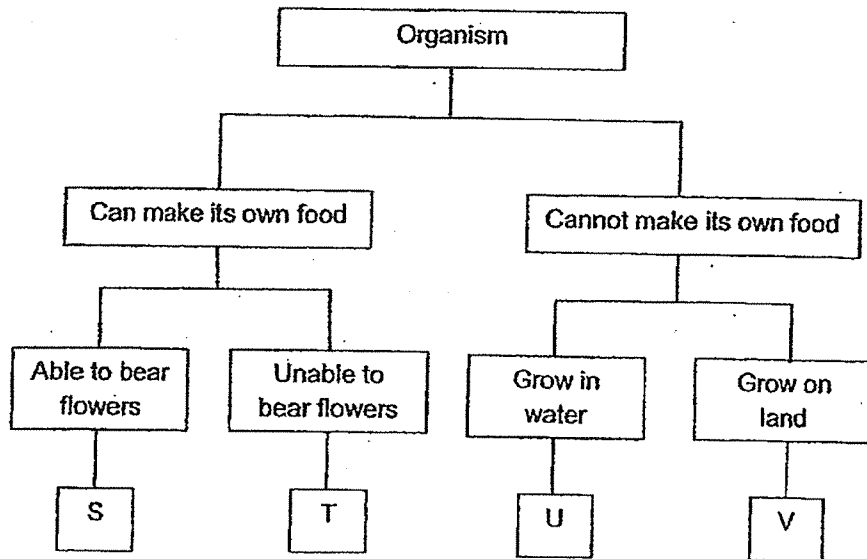 Organism
Can make its own food
Cannot make its own food
Able to bear
flowers
Unable to
bear flowers
Grow in
water
Grow on
land
S
T
U
V